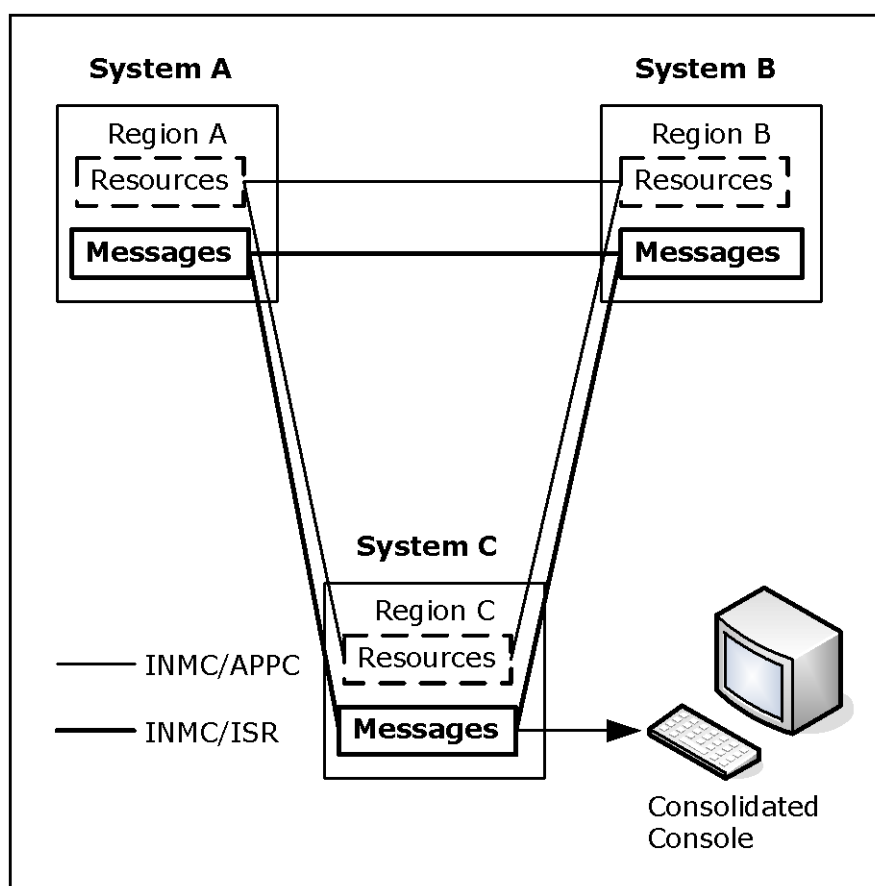 System A
System B
Region A
Region B
Resources
Resources
Messages
Messages
System C
Region C
Resources
INMC/APPC
Messages
INMC/ISR
Consolidated
Console